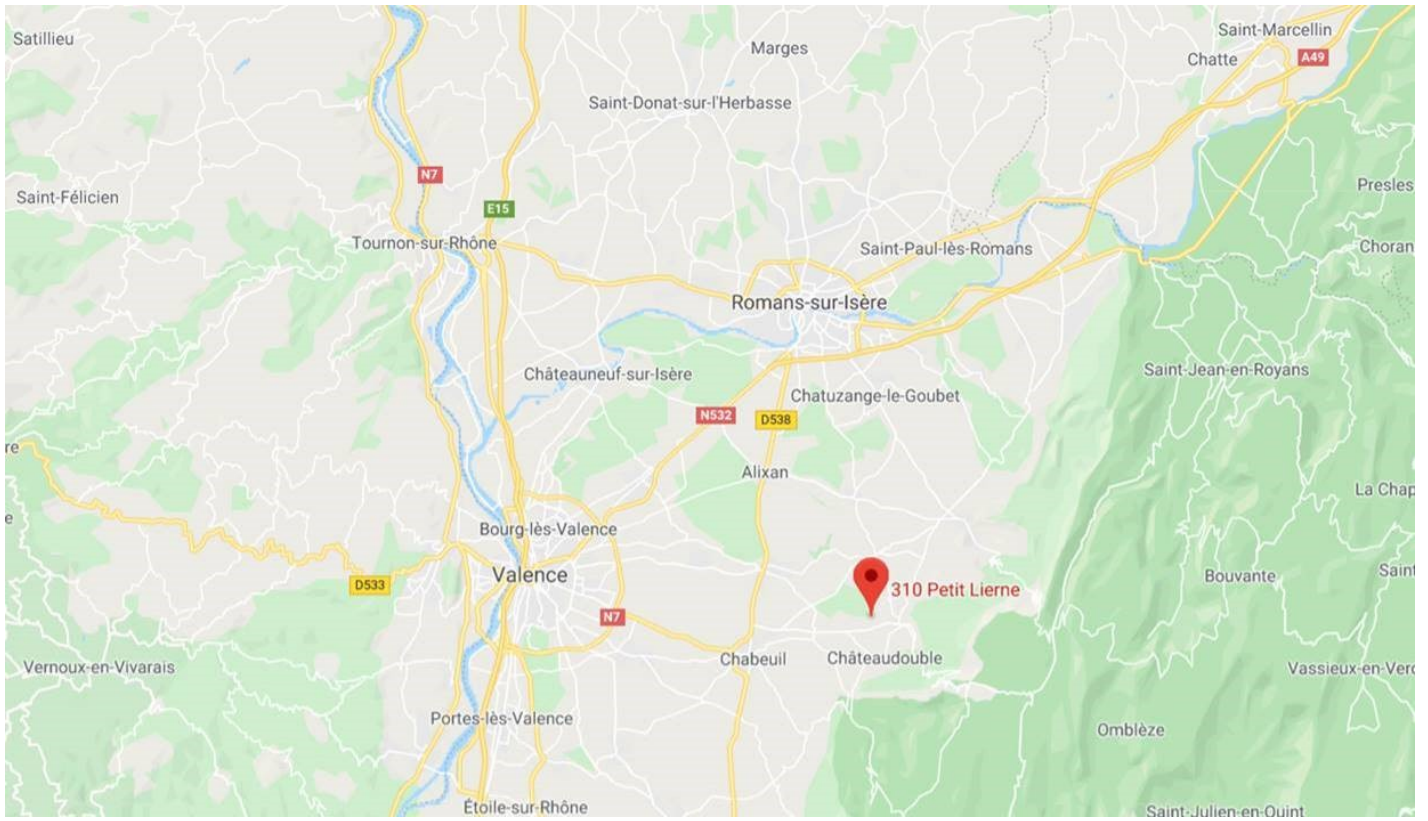 Satillieu
Marges
Saint-Marcellin
Chatte
A49
Saint-Donat-sur-l'Herbasse
N7
Saint-Félicien
Presles
E15
Tournon-sur-Rhône
Saint-Paul-lès-Romans
Choran
Romans-sur-Isère
Châteauneuf-sur-Isère
Saint-Jean-en-Royans
Chatuzange-le-Goubet
N532
D538
re
Alixan
La Chap
e
Bourg-lès-Valence
Valence
D533
310 Petit Lierne
Bouvante
Saint
N7
Chabeuil
Châteaudouble
Vernoux-en-Vivarais
Vassieux-en-Verc
Portes-lès-Valence
Omblèze
Étoile-sur-Rhône
Saint-Julien-en-Quint